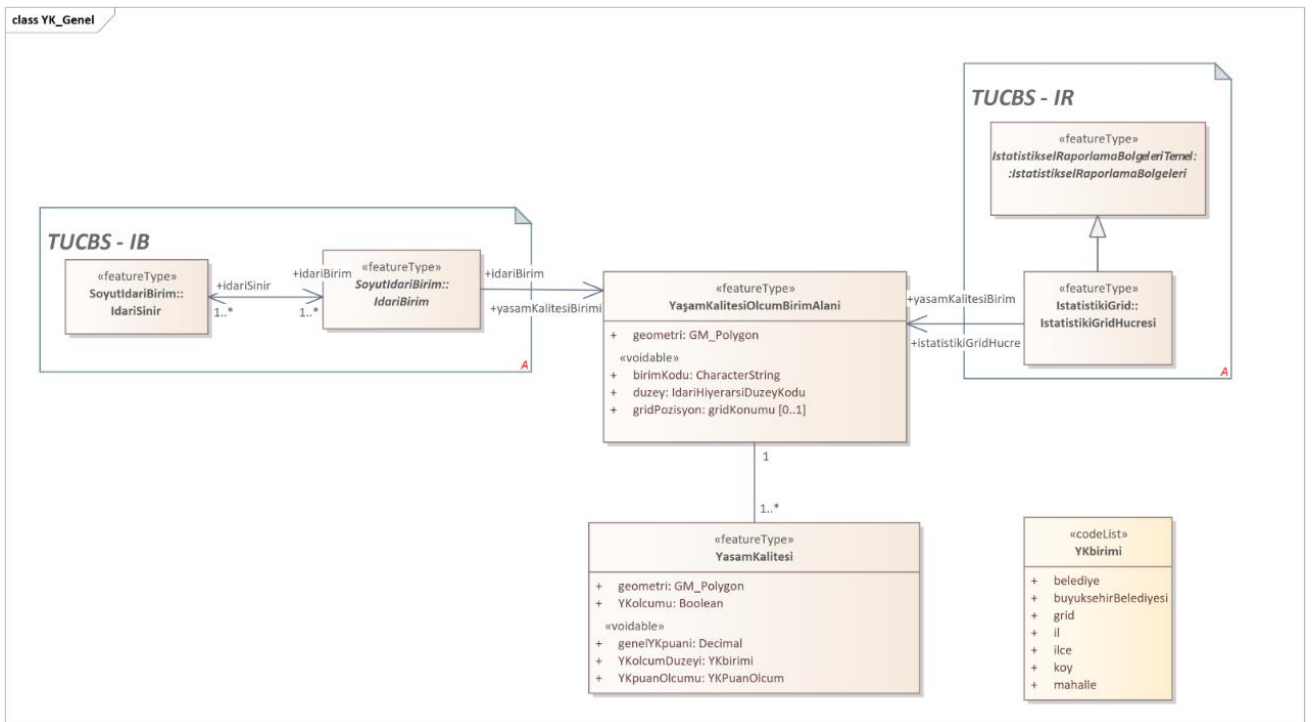 class YK_Genel
TUCBS - IR
«featureType»
IstatistikselRaporlamaBolgeleriTemel:
:IstatistikselRaporlamaBolgeleri
TUCBS - IB
«featureType»
SoyutIdariBirim::
IdariSinir
+idariSinir
1..*
+idariBirim
1..*
«featureType»
SoyutIdariBirim::
IdariBirim
+idariBirim
+yasamKalitesiBirimi
A
«featureType»
YaşamKalitesiOlcumBirimAlani
+ geometri: GM_Polygon
«voidable»
+ birimKodu: CharacterString
+ duzey: IdariHiyerarsiDuzeyKodu
+ gridPozisyon: gridKonumu [0..1]
+yasamKalitesiBirim
+istatistikiGridHucre
«featureType»
IstatistikiGrid::
IstatistikiGridHucresi
A
1
1..*
«featureType»
YasamKalitesi
+ geometri: GM_Polygon
+ YKolcumu: Boolean
«voidable»
+ genelYKpuani: Decimal
+ YKolcumDuzeyi: YKbirimi
+ YKpuanOlcumu: YKPuanOlcum
«codeList»
YKbirimi
+ belediye
+ buyuksehirBelediyesi
+ grid
+ il
+ ilce
+ koy
+ mahalle